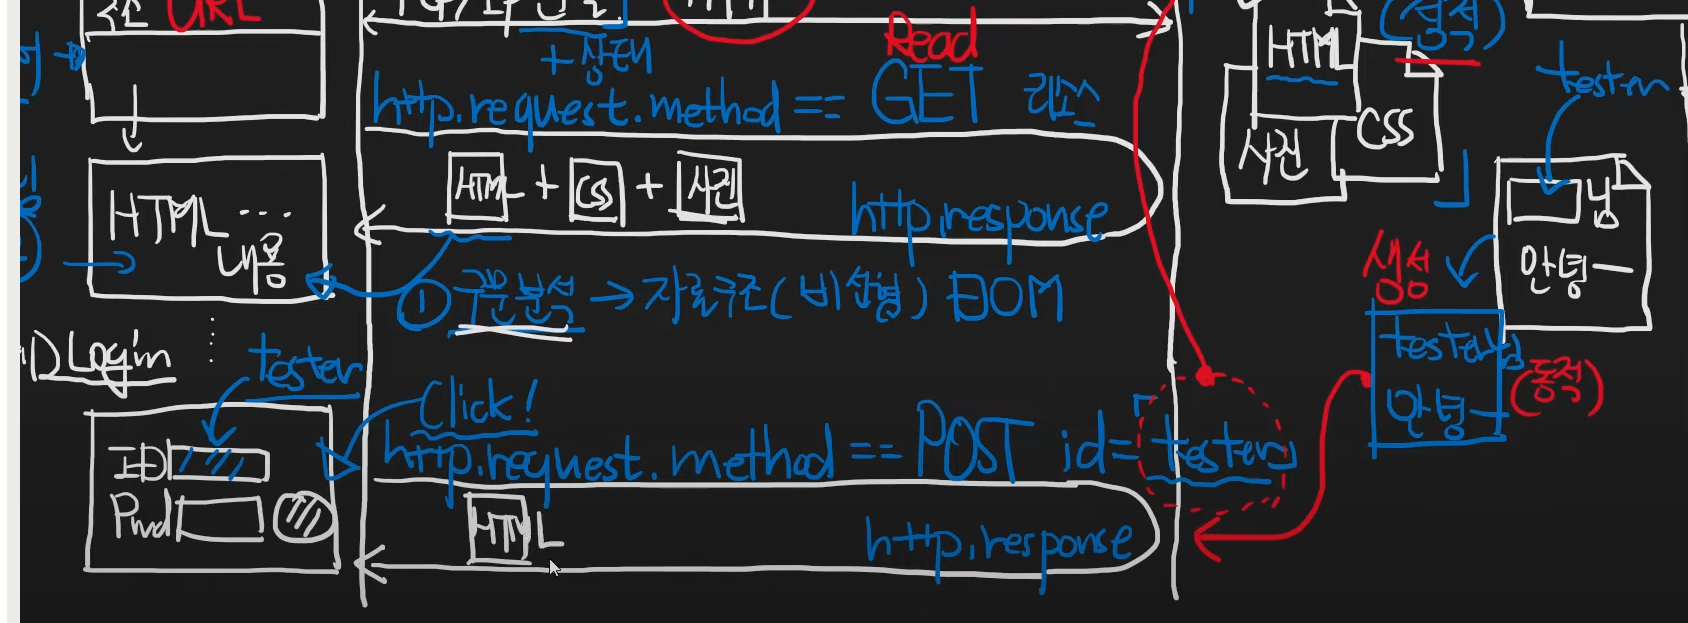 URL
Read
+상태
http.request.method == GET 리소스
HTML + CSS + 사진
http.response
HTML ...
내용
① 구문분석 → 자료구조(비선형) DOM
Login
tester
Click!
http.request.method == POST id=tester
ID
Pwd
HTML
http.response
HTML
CSS
사진
(정적)
tester
님
안녕—
생성
tester님
안녕—
(동적)